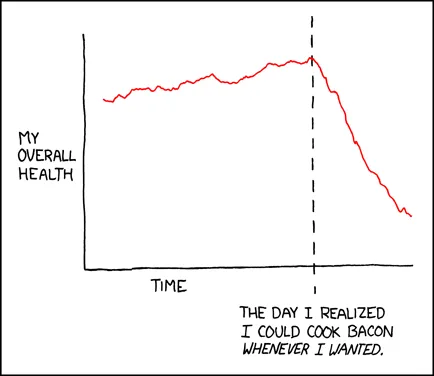 MY
OVERALL
HEALTH
TIME
THE DAY I REALIZED
I COULD COOK BACON
WHENEVER I WANTED.